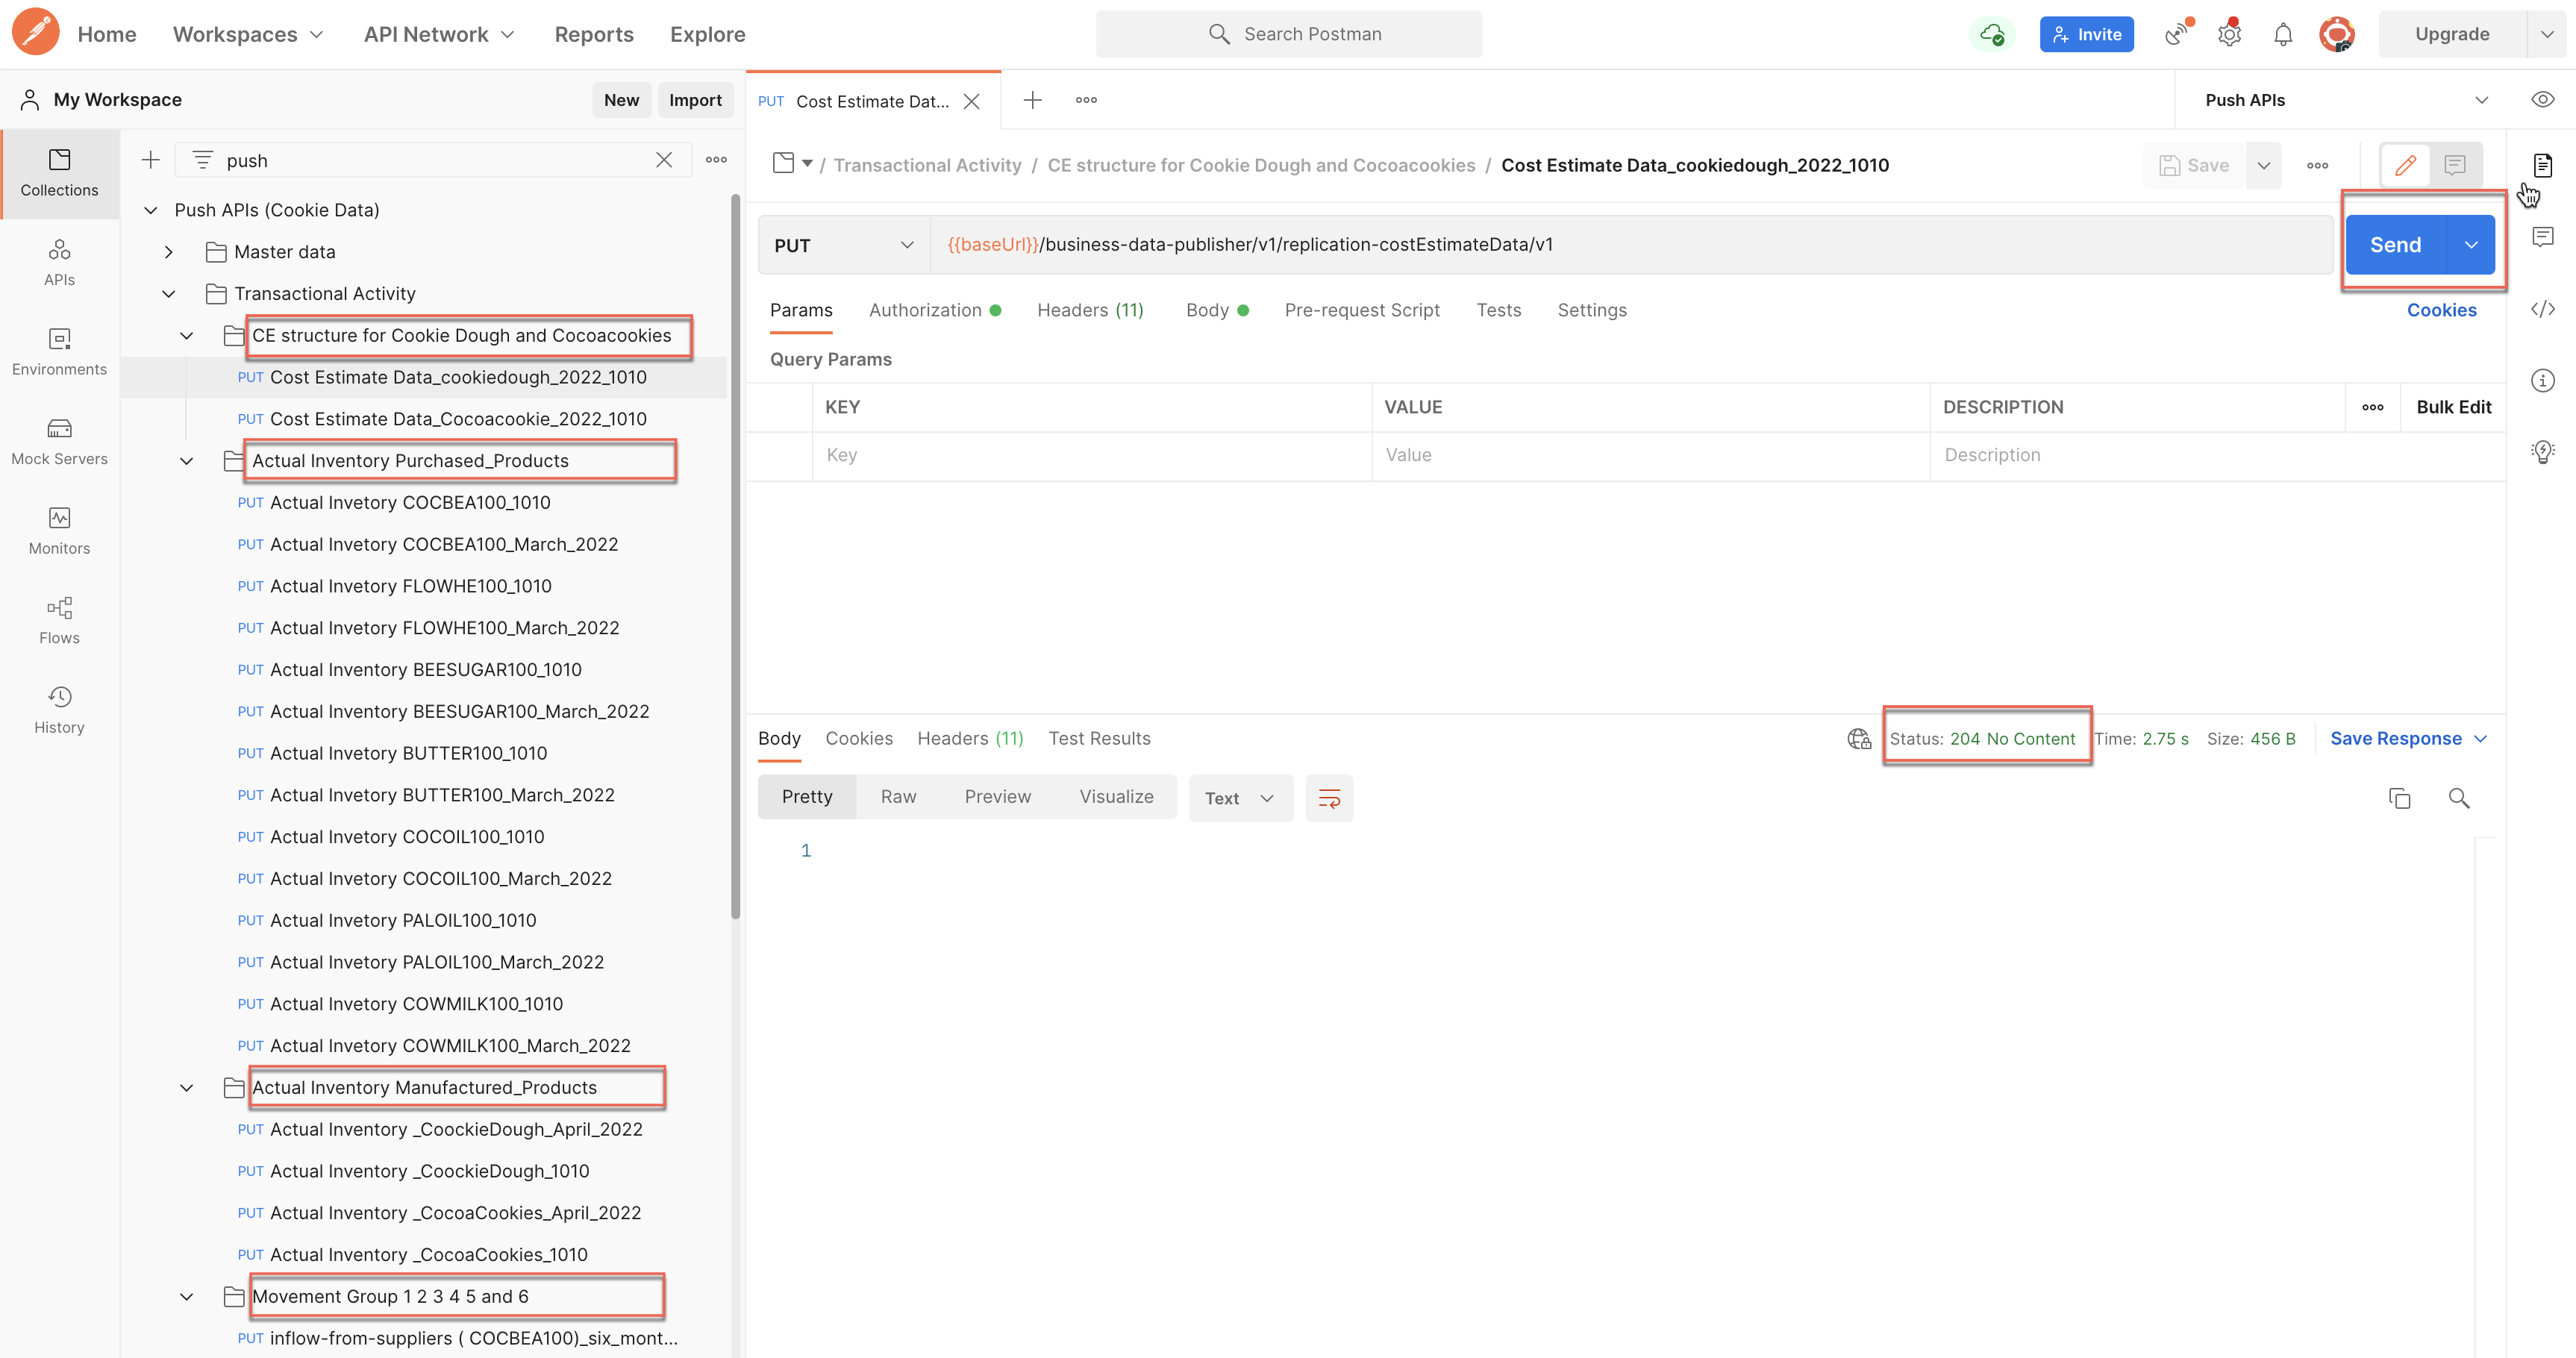 Home Workspaces API Network Reports Explore Search Postman Invite Upgrade
My Workspace New Import PUT Cost Estimate Dat... Push APIs
Collections
APIs
Environments
Mock Servers
Monitors
Flows
History
push
Push APIs (Cookie Data)
Master data
Transactional Activity
CE structure for Cookie Dough and Cocoacookies
PUT Cost Estimate Data_cookiedough_2022_1010
PUT Cost Estimate Data_Cocoacookie_2022_1010
Actual Inventory Purchased_Products
PUT Actual Invetory COCBEA100_1010
PUT Actual Invetory COCBEA100_March_2022
PUT Actual Invetory FLOWHE100_1010
PUT Actual Invetory FLOWHE100_March_2022
PUT Actual Inventory BEESUGAR100_1010
PUT Actual Invetory BEESUGAR100_March_2022
PUT Actual Invetory BUTTER100_1010
PUT Actual Invetory BUTTER100_March_2022
PUT Actual Invetory COCOIL100_1010
PUT Actual Invetory COCOIL100_March_2022
PUT Actual Invetory PALOIL100_1010
PUT Actual Invetory PALOIL100_March_2022
PUT Actual Invetory COWMILK100_1010
PUT Actual Invetory COWMILK100_March_2022
Actual Inventory Manufactured_Products
PUT Actual Inventory _CoockieDough_April_2022
PUT Actual Inventory _CoockieDough_1010
PUT Actual Inventory _CocoaCookies_April_2022
PUT Actual Inventory _CocoaCookies_1010
Movement Group 1 2 3 4 5 and 6
PUT inflow-from-suppliers ( COCBEA100)_six_mont...
/ Transactional Activity / CE structure for Cookie Dough and Cocoacookies / Cost Estimate Data_cookiedough_2022_1010 Save
PUT {{baseUrl}}/business-data-publisher/v1/replication-costEstimateData/v1 Send
Params Authorization Headers (11) Body Pre-request Script Tests Settings Cookies
Query Params
KEY VALUE DESCRIPTION Bulk Edit
Key Value Description
Body Cookies Headers (11) Test Results Status: 204 No Content Time: 2.75 s Size: 456 B Save Response
Pretty Raw Preview Visualize Text
1